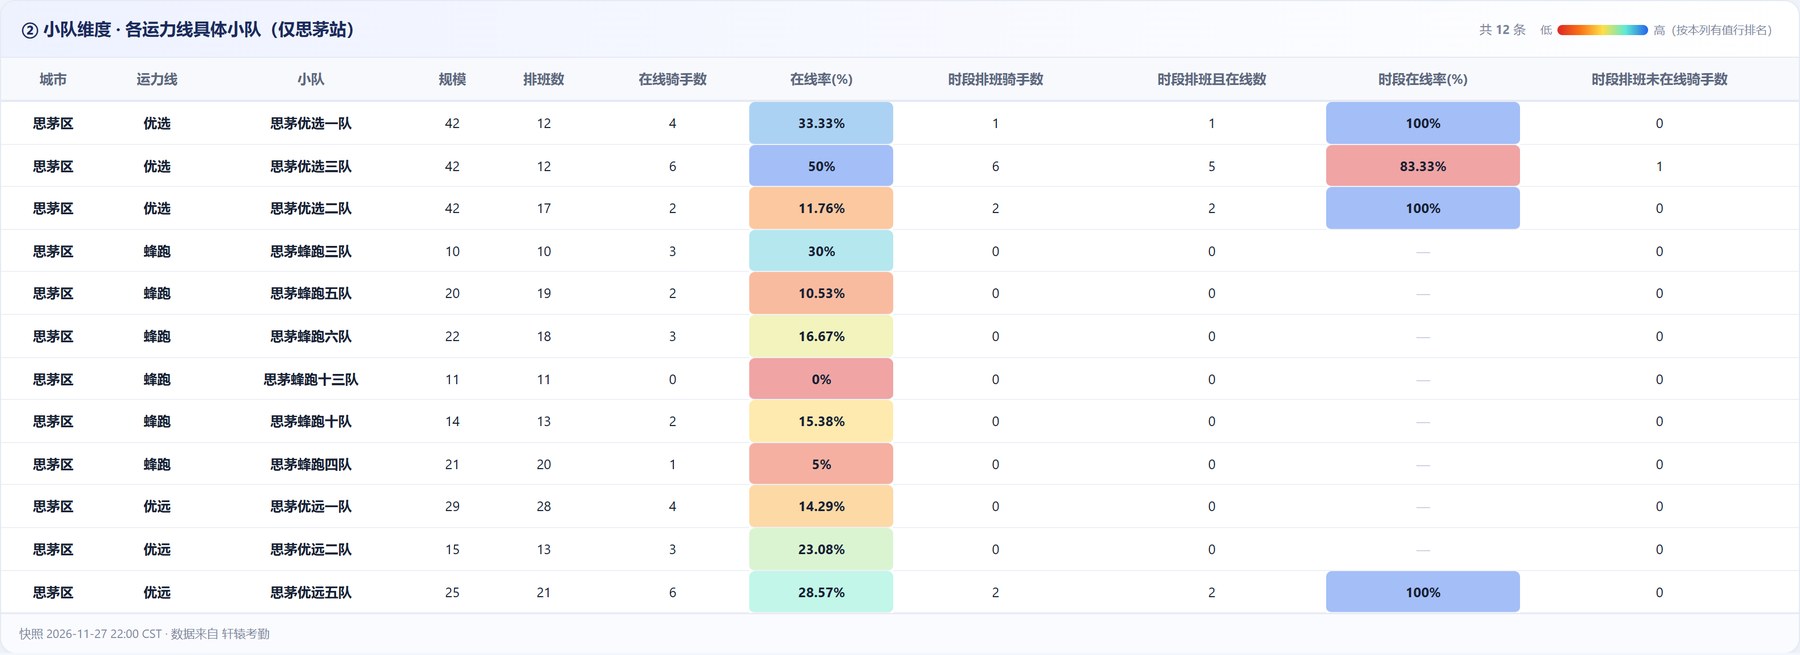 ② 小队维度 · 各运力线具体小队（仅思茅站）
共 12 条 低 高 (按本列有值行排名)
城市 运力线 小队 规模 排班数 在线骑手数 在线率(%) 时段排班骑手数 时段排班且在线数 时段在线率(%) 时段排班未在线骑手数
思茅区 优选 思茅优选一队 42 12 4 33.33% 1 1 100% 0
思茅区 优选 思茅优选三队 42 12 6 50% 6 5 83.33% 1
思茅区 优选 思茅优选二队 42 17 2 11.76% 2 2 100% 0
思茅区 蜂跑 思茅蜂跑三队 10 10 3 30% 0 0 — 0
思茅区 蜂跑 思茅蜂跑五队 20 19 2 10.53% 0 0 — 0
思茅区 蜂跑 思茅蜂跑六队 22 18 3 16.67% 0 0 — 0
思茅区 蜂跑 思茅蜂跑十三队 11 11 0 0% 0 0 — 0
思茅区 蜂跑 思茅蜂跑十队 14 13 2 15.38% 0 0 — 0
思茅区 蜂跑 思茅蜂跑四队 21 20 1 5% 0 0 — 0
思茅区 优远 思茅优远一队 29 28 4 14.29% 0 0 — 0
思茅区 优远 思茅优远二队 15 13 3 23.08% 0 0 — 0
思茅区 优远 思茅优远五队 25 21 6 28.57% 2 2 100% 0
快照 2026-11-27 22:00 CST · 数据来自 轩辕考勤